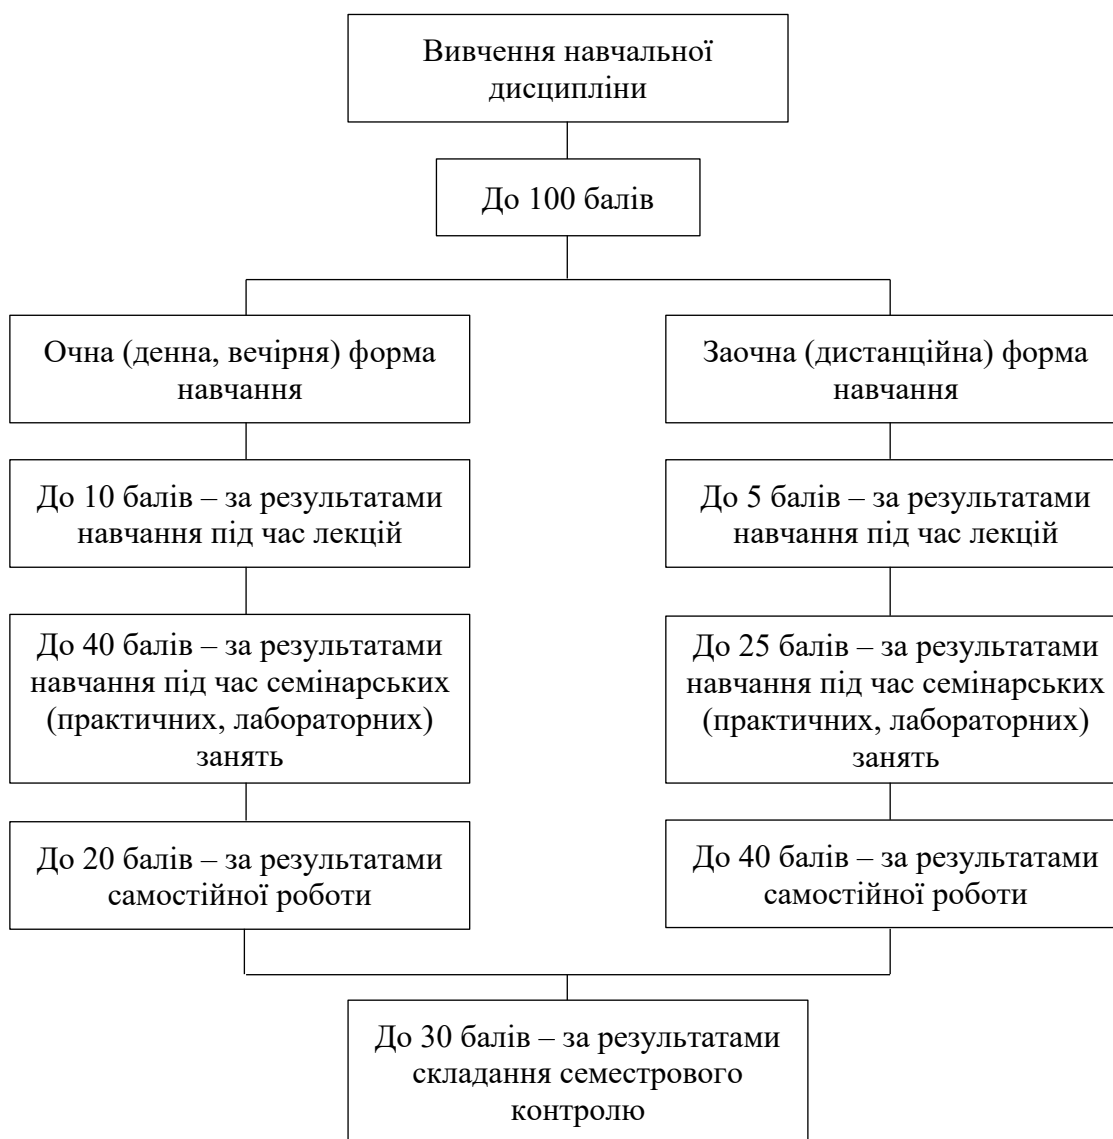 Вивчення навчальної
дисципліни
До 100 балів
Очна (денна, вечірня) форма
навчання
Заочна (дистанційна) форма
навчання
До 10 балів – за результатами
навчання під час лекцій
До 5 балів – за результатами
навчання під час лекцій
До 40 балів – за результатами
навчання під час семінарських
(практичних, лабораторних)
занять
До 25 балів – за результатами
навчання під час семінарських
(практичних, лабораторних)
занять
До 20 балів – за результатами
самостійної роботи
До 40 балів – за результатами
самостійної роботи
До 30 балів – за результатами
складання семестрового
контролю